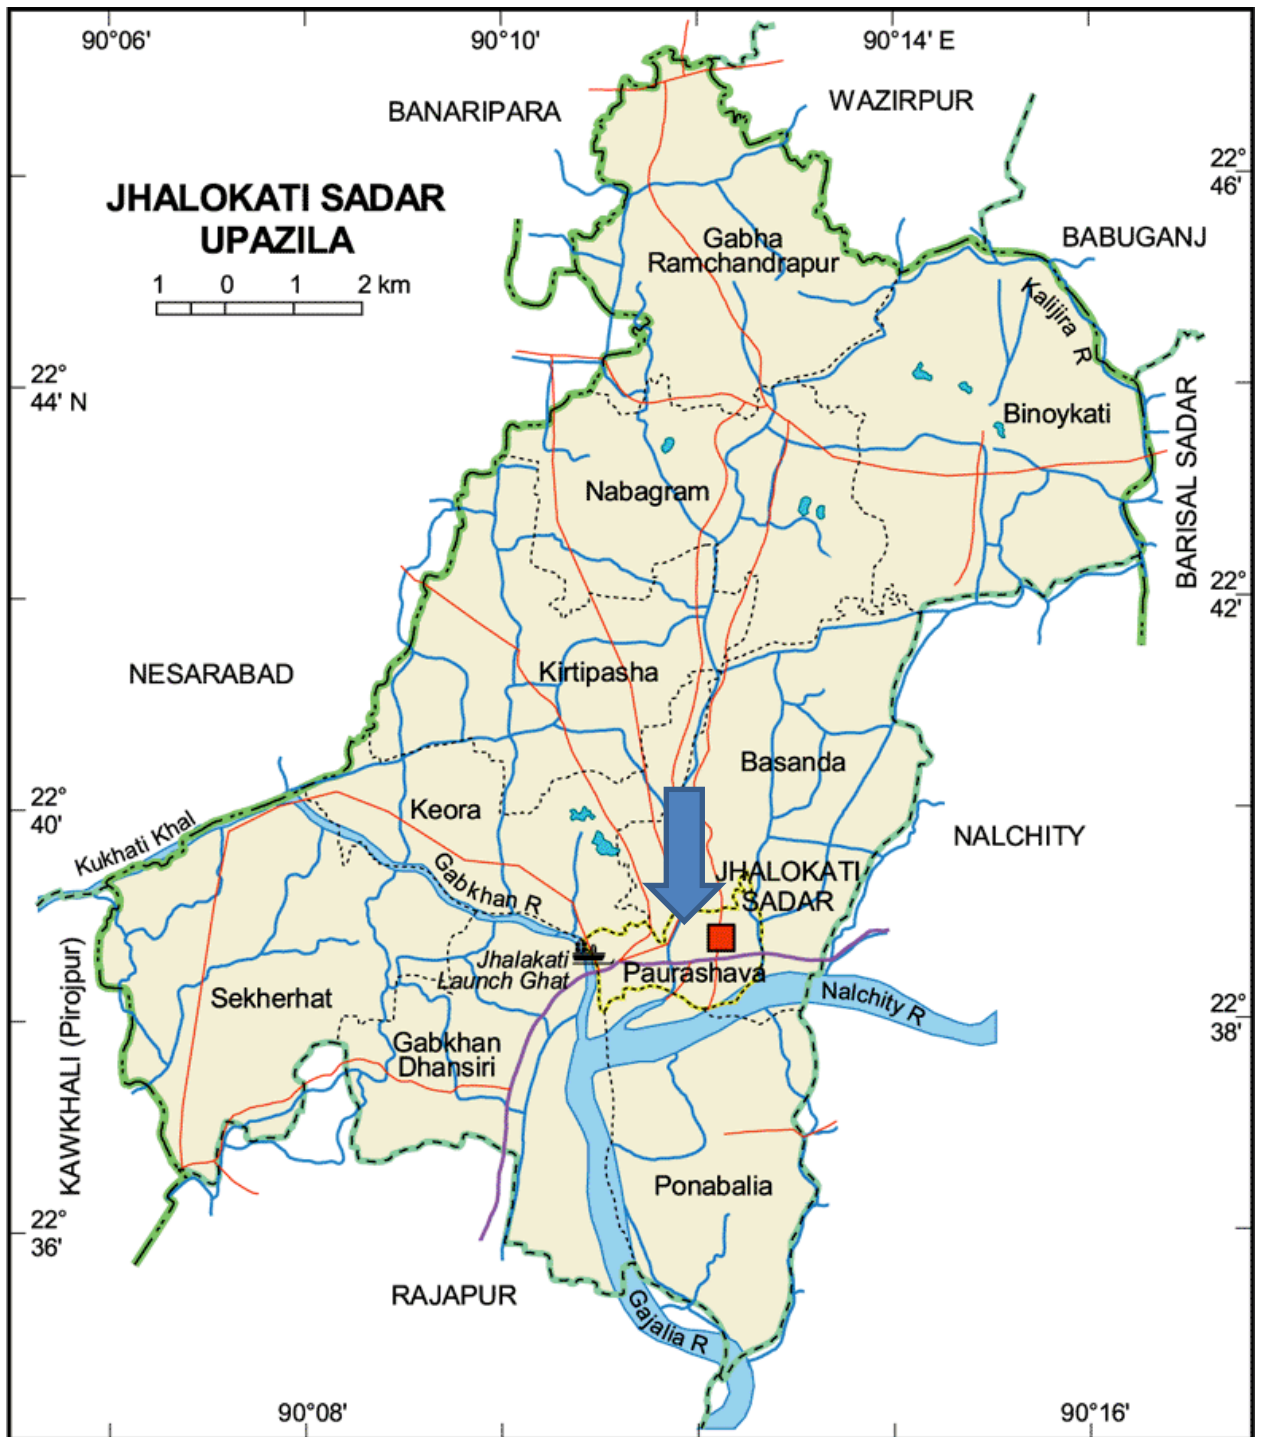 90°06'
90°10'
90°14' E
BANARIPARA
WAZIRPUR
22°
46'
JHALOKATI SADAR
UPAZILA
1 0 1 2 km
Gabha
Ramchandrapur
BABUGANJ
Kalijira R
22°
44' N
Binoykati
BARISAL SADAR
Nabagram
22°
42'
NESARABAD
Kirtipasha
Basanda
22°
40'
Keora
Kukhati Khal
NALCHITY
Gabkhan R
JHALOKATI
SADAR
Jhalakati
Launch Ghat
Paurashava
KAWKHALI (Pirojpur)
Sekherhat
Nalchity R
22°
38'
Gabkhan
Dhansiri
Ponabalia
22°
36'
RAJAPUR
Gajalia R
90°08'
90°16'